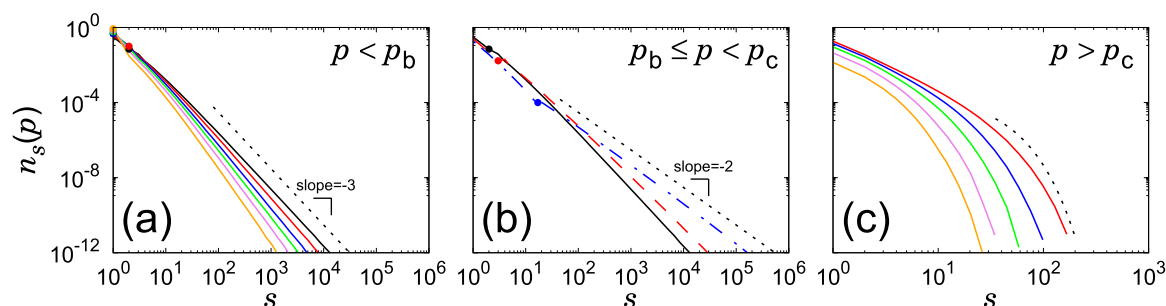 n_s(p)
10^0
10^-4
10^-8
10^-12
p < p_b
slope=-3
(a)
10^0 10^1 10^2 10^3 10^4 10^5 10^6
s
p_b ≤ p < p_c
slope=-2
(b)
10^0 10^1 10^2 10^3 10^4 10^5 10^6
s
p > p_c
(c)
10^0 10^1 10^2 10^3
s